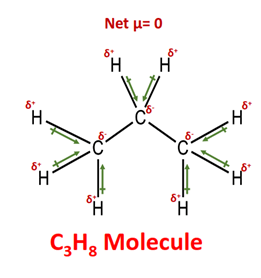 Net μ= 0
δ⁺ δ⁺
H H
δ⁺ δ⁺
H C H
δ⁻
δ⁻ δ⁻
δ⁺ C C δ⁺
H H
δ⁺ δ⁺
H H
C₃H₈ Molecule